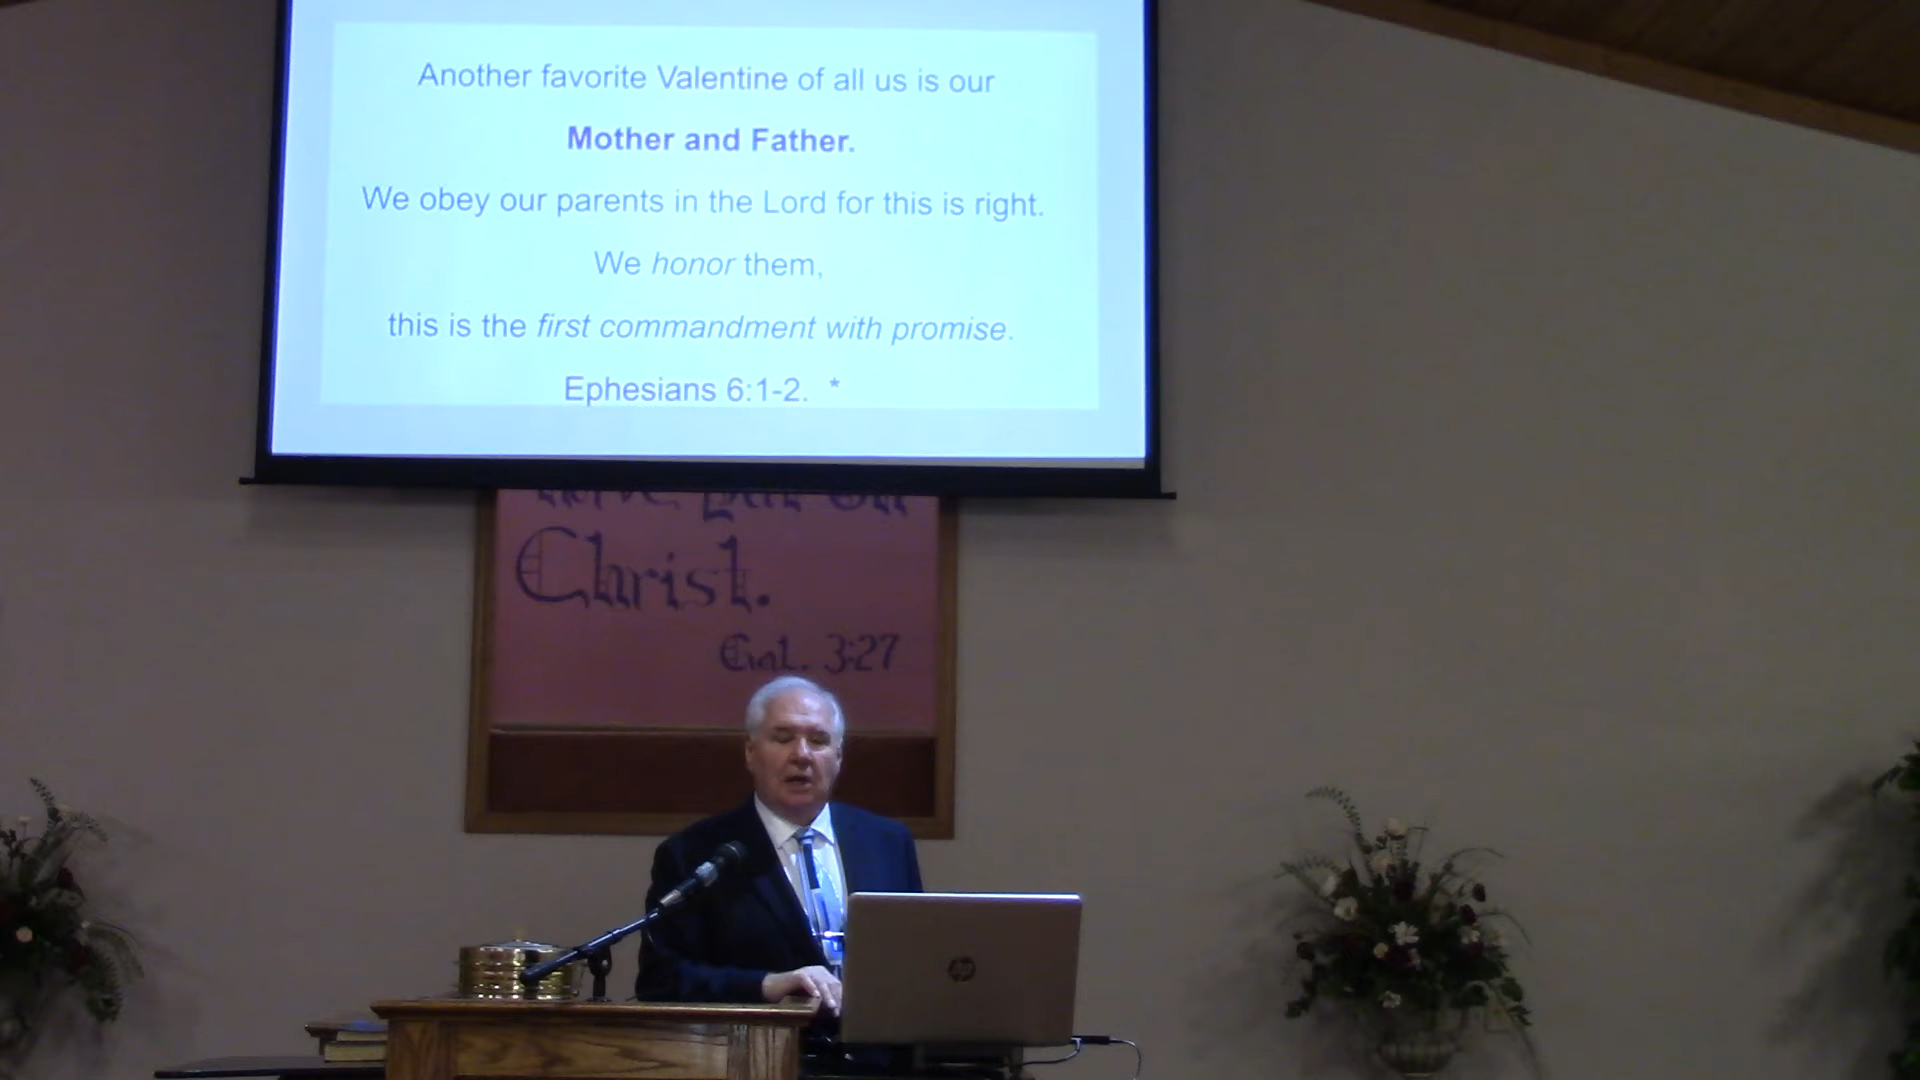 Another favorite Valentine of all us is our
Mother and Father.
We obey our parents in the Lord for this is right.
We honor them,
this is the first commandment with promise.
Ephesians 6:1-2. *
Christ.
Gal. 3:27
hp